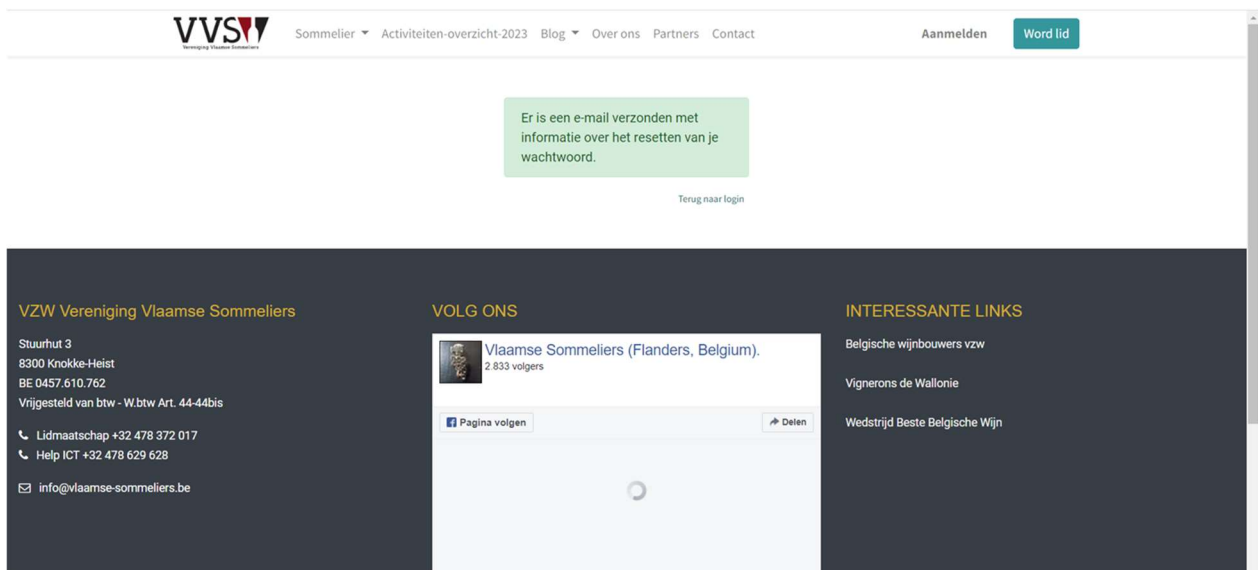 VVS
Vereniging Vlaamse Sommeliers
Sommelier Activiteiten-overzicht-2023 Blog Over ons Partners Contact Aanmelden Word lid
Er is een e-mail verzonden met
informatie over het resetten van je
wachtwoord.
Terug naar login
VZW Vereniging Vlaamse Sommeliers
Stuurhut 3
8300 Knokke-Heist
BE 0457.610.762
Vrijgesteld van btw - W.btw Art. 44-44bis
Lidmaatschap +32 478 372 017
Help ICT +32 478 629 628
info@vlaamse-sommeliers.be
VOLG ONS
Vlaamse Sommeliers (Flanders, Belgium).
2.833 volgers
Pagina volgen Delen
INTERESSANTE LINKS
Belgische wijnbouwers vzw
Vignerons de Wallonie
Wedstrijd Beste Belgische Wijn